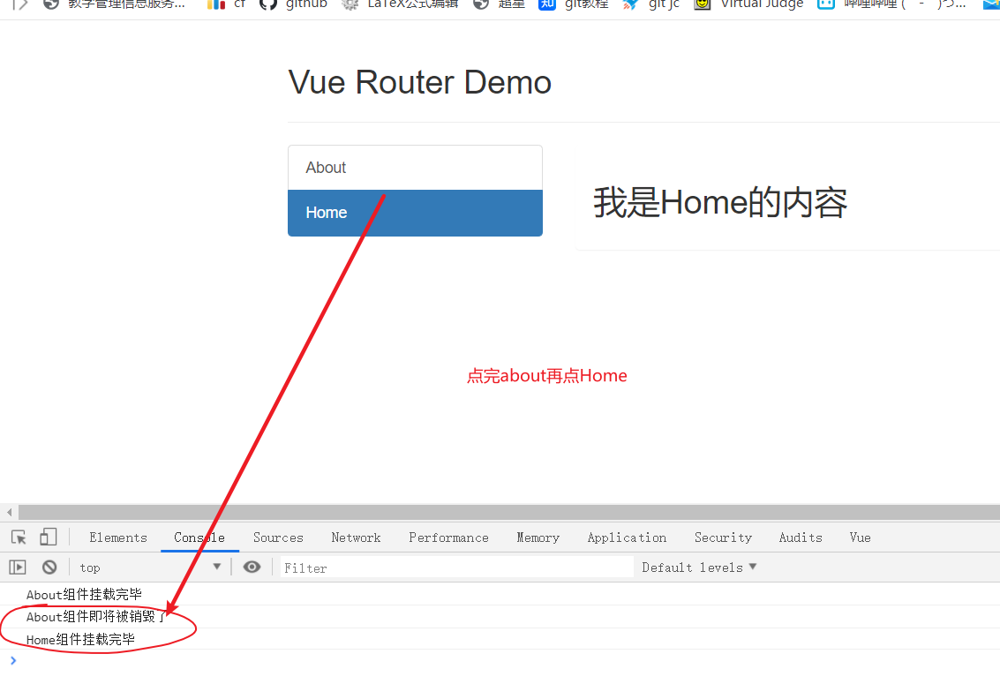 教学管理信息服务... cf github LaTeX公式编辑 超星 git教程 git jc Virtual Judge 哔哩哔哩 ( ゜- ゜)つ...
Vue Router Demo
About
Home
我是Home的内容
点完about再点Home
Elements Console Sources Network Performance Memory Application Security Audits Vue
top Filter Default levels
About组件挂载完毕
About组件即将被销毁了
Home组件挂载完毕